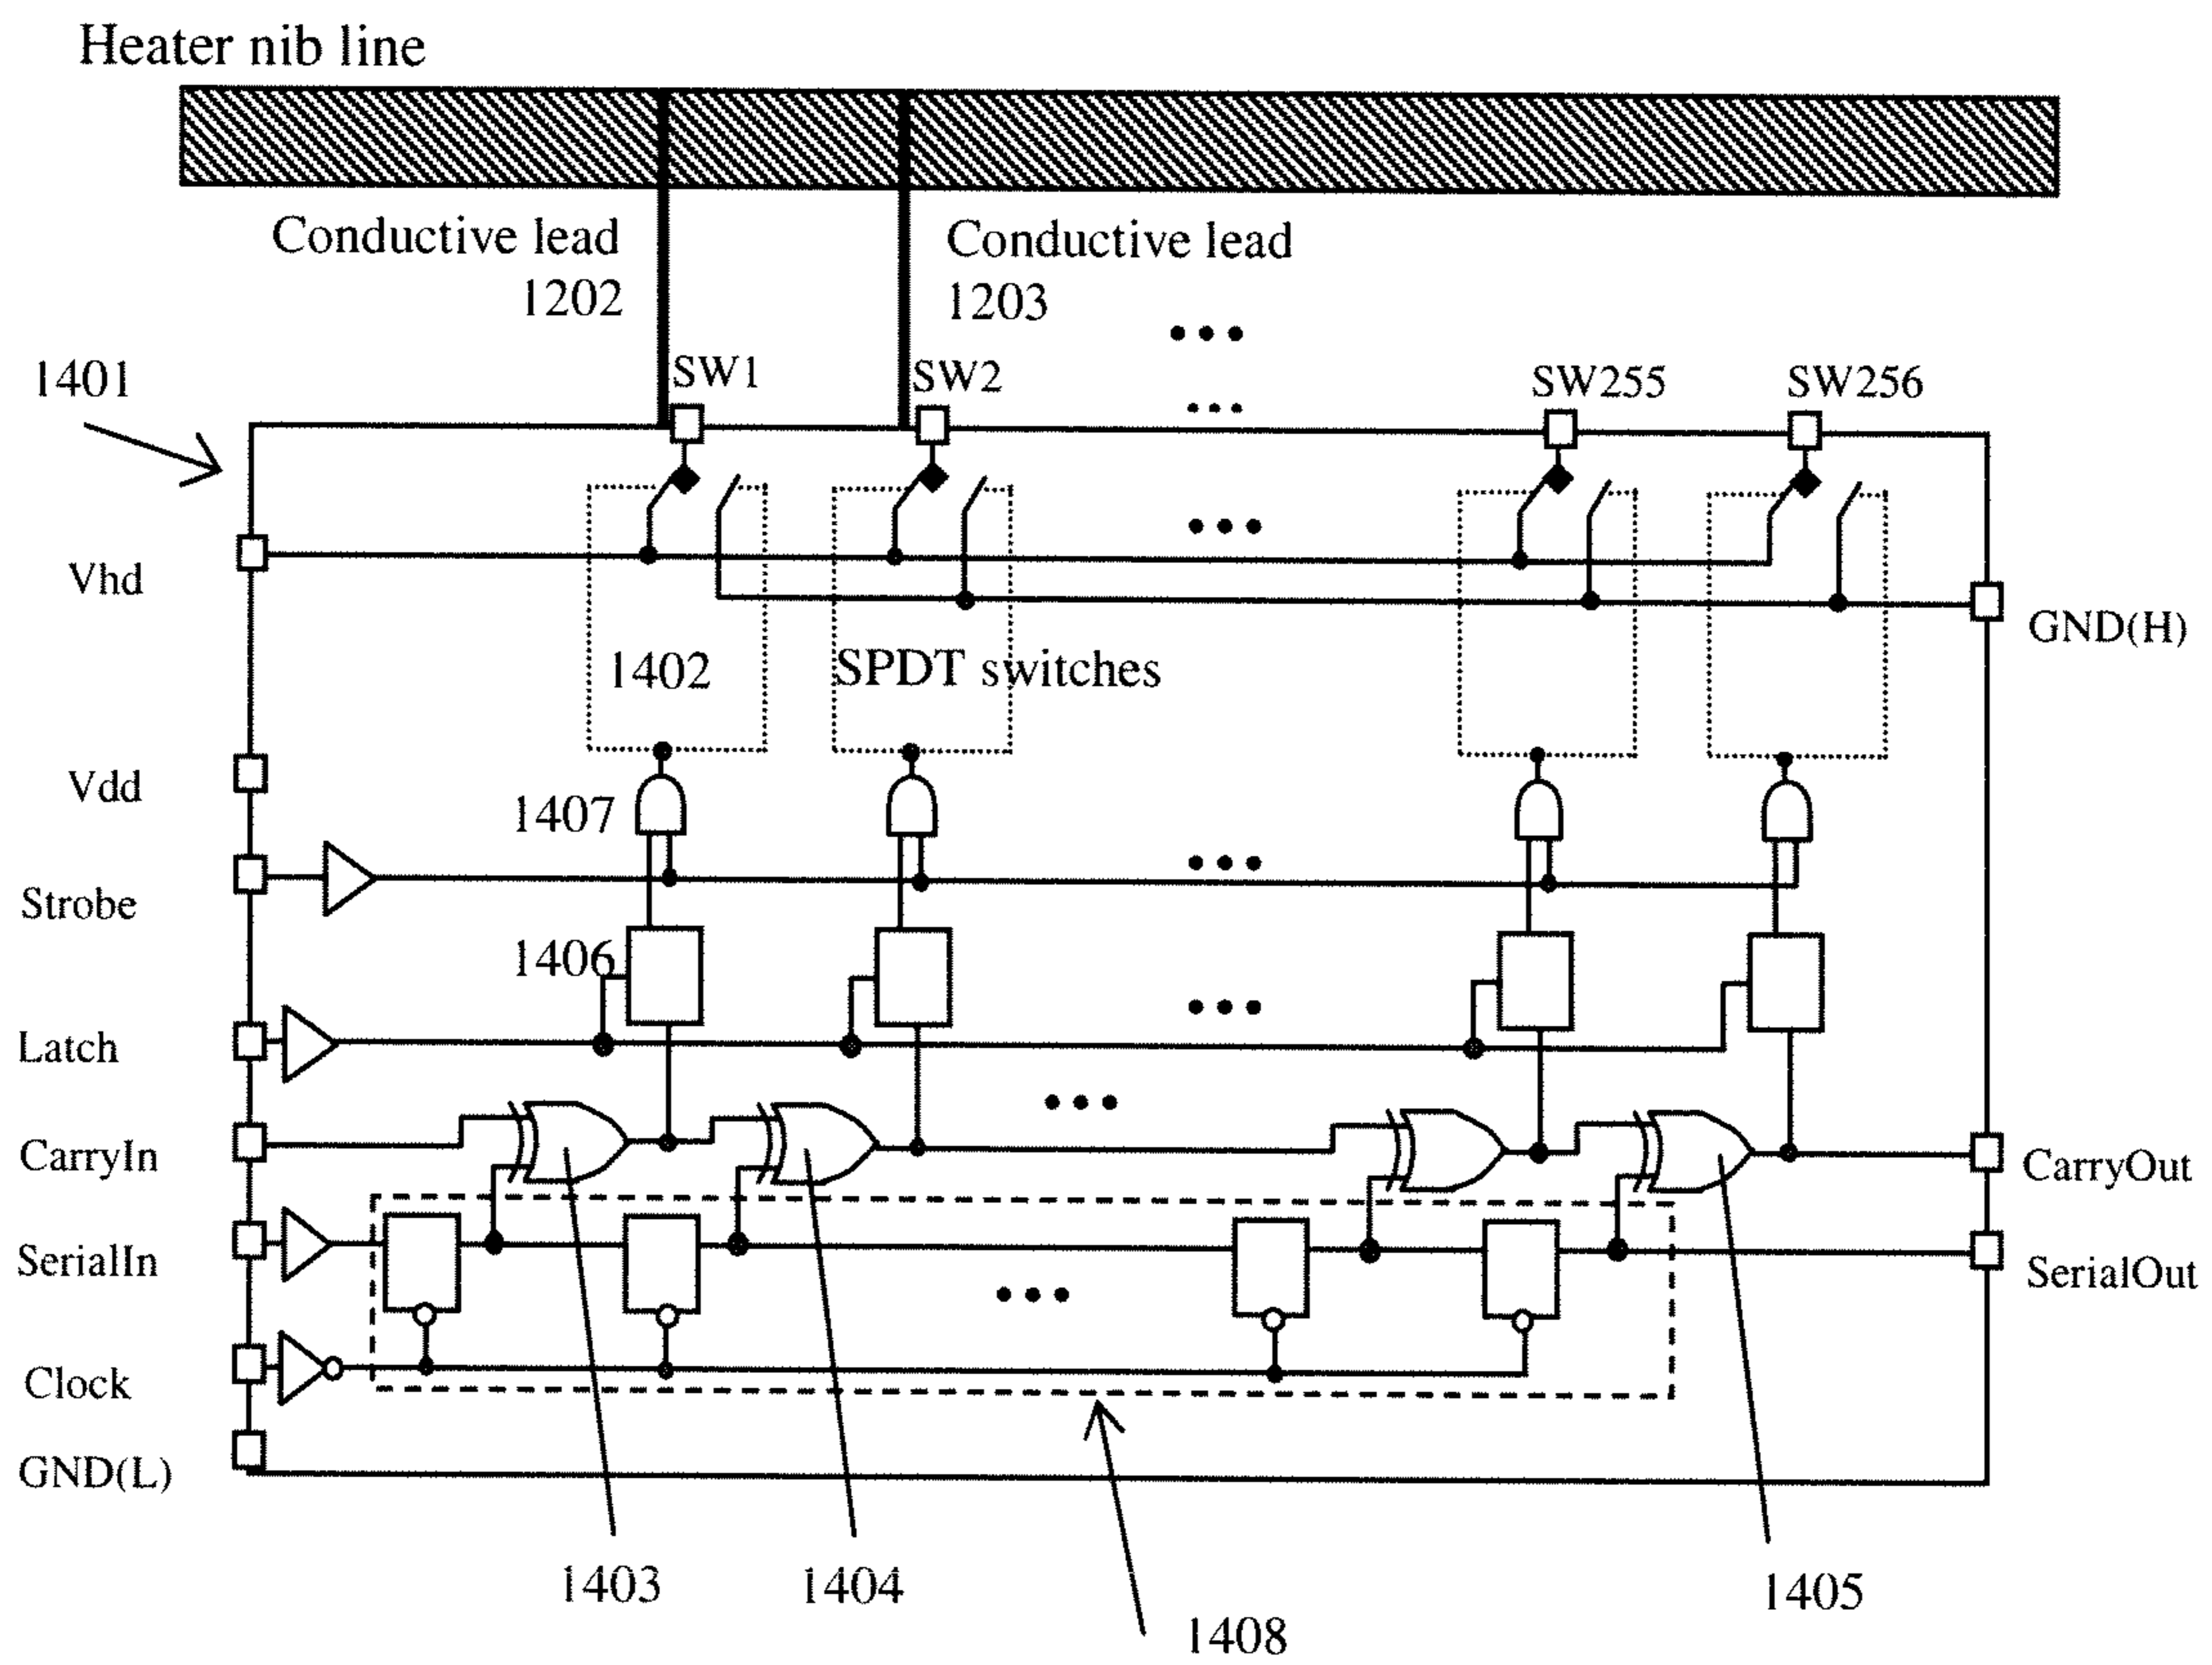 Heater nib line
Conductive lead
1202
Conductive lead
1203
1401
SW1
SW2
SW255
SW256
Vhd
GND(H)
1402
SPDT switches
Vdd
1407
Strobe
1406
Latch
CarryIn
CarryOut
SerialIn
SerialOut
Clock
GND(L)
1403
1404
1405
1408